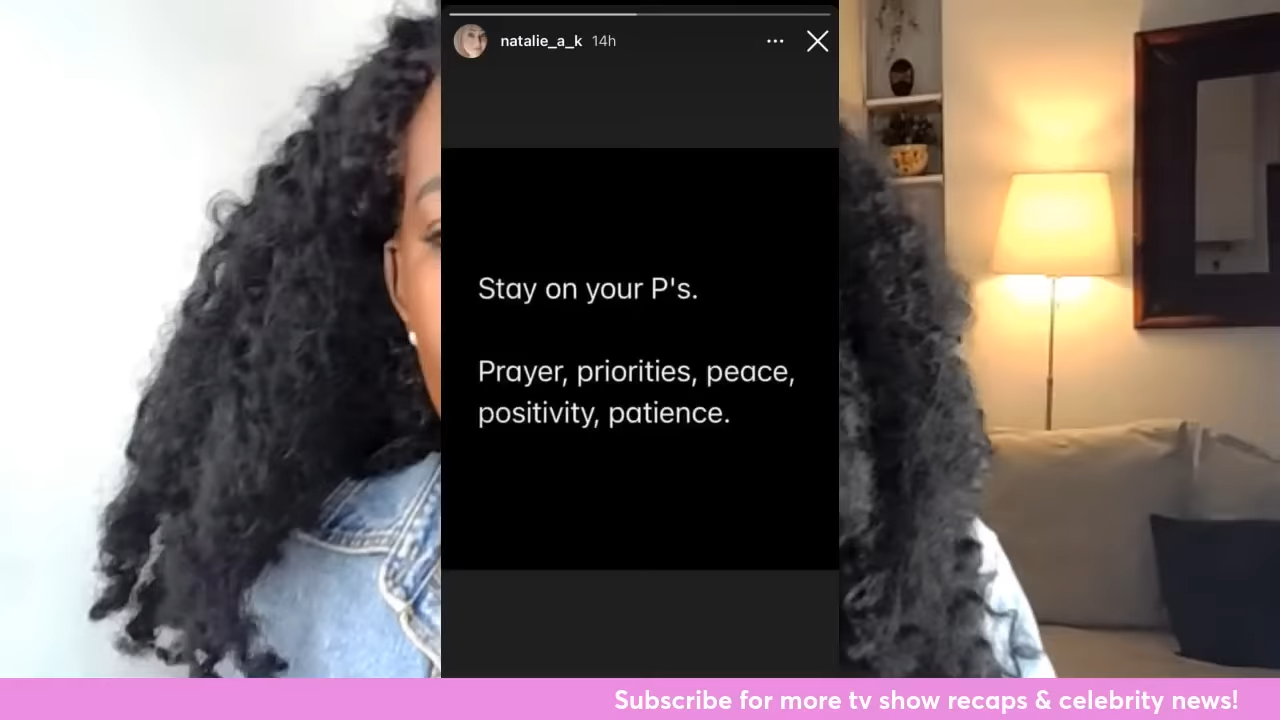 natalie_a_k 14h
Stay on your P's.
Prayer, priorities, peace,
positivity, patience.
Subscribe for more tv show recaps & celebrity news!